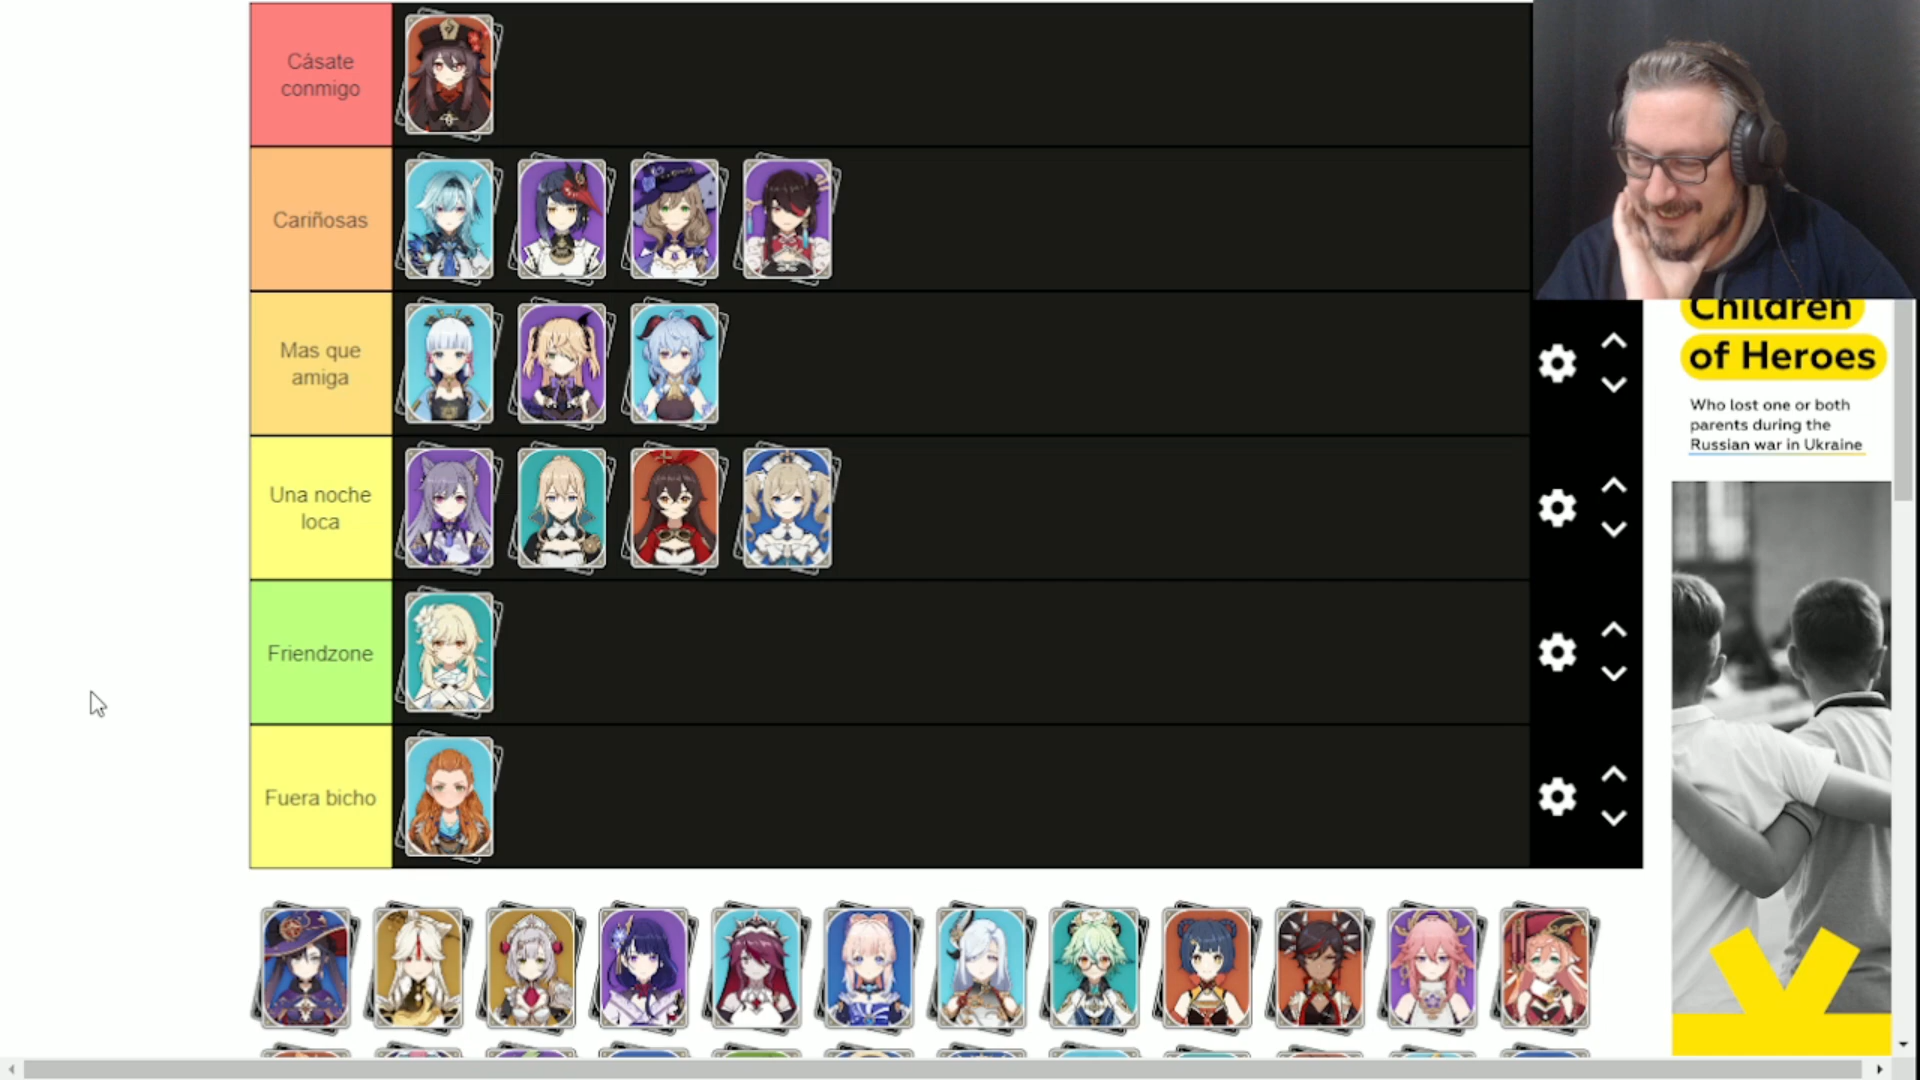 Cásate
conmigo
Cariñosas
Mas que
amiga
Una noche
loca
Friendzone
Fuera bicho
Children
of Heroes
Who lost one or both
parents during the
Russian war in Ukraine